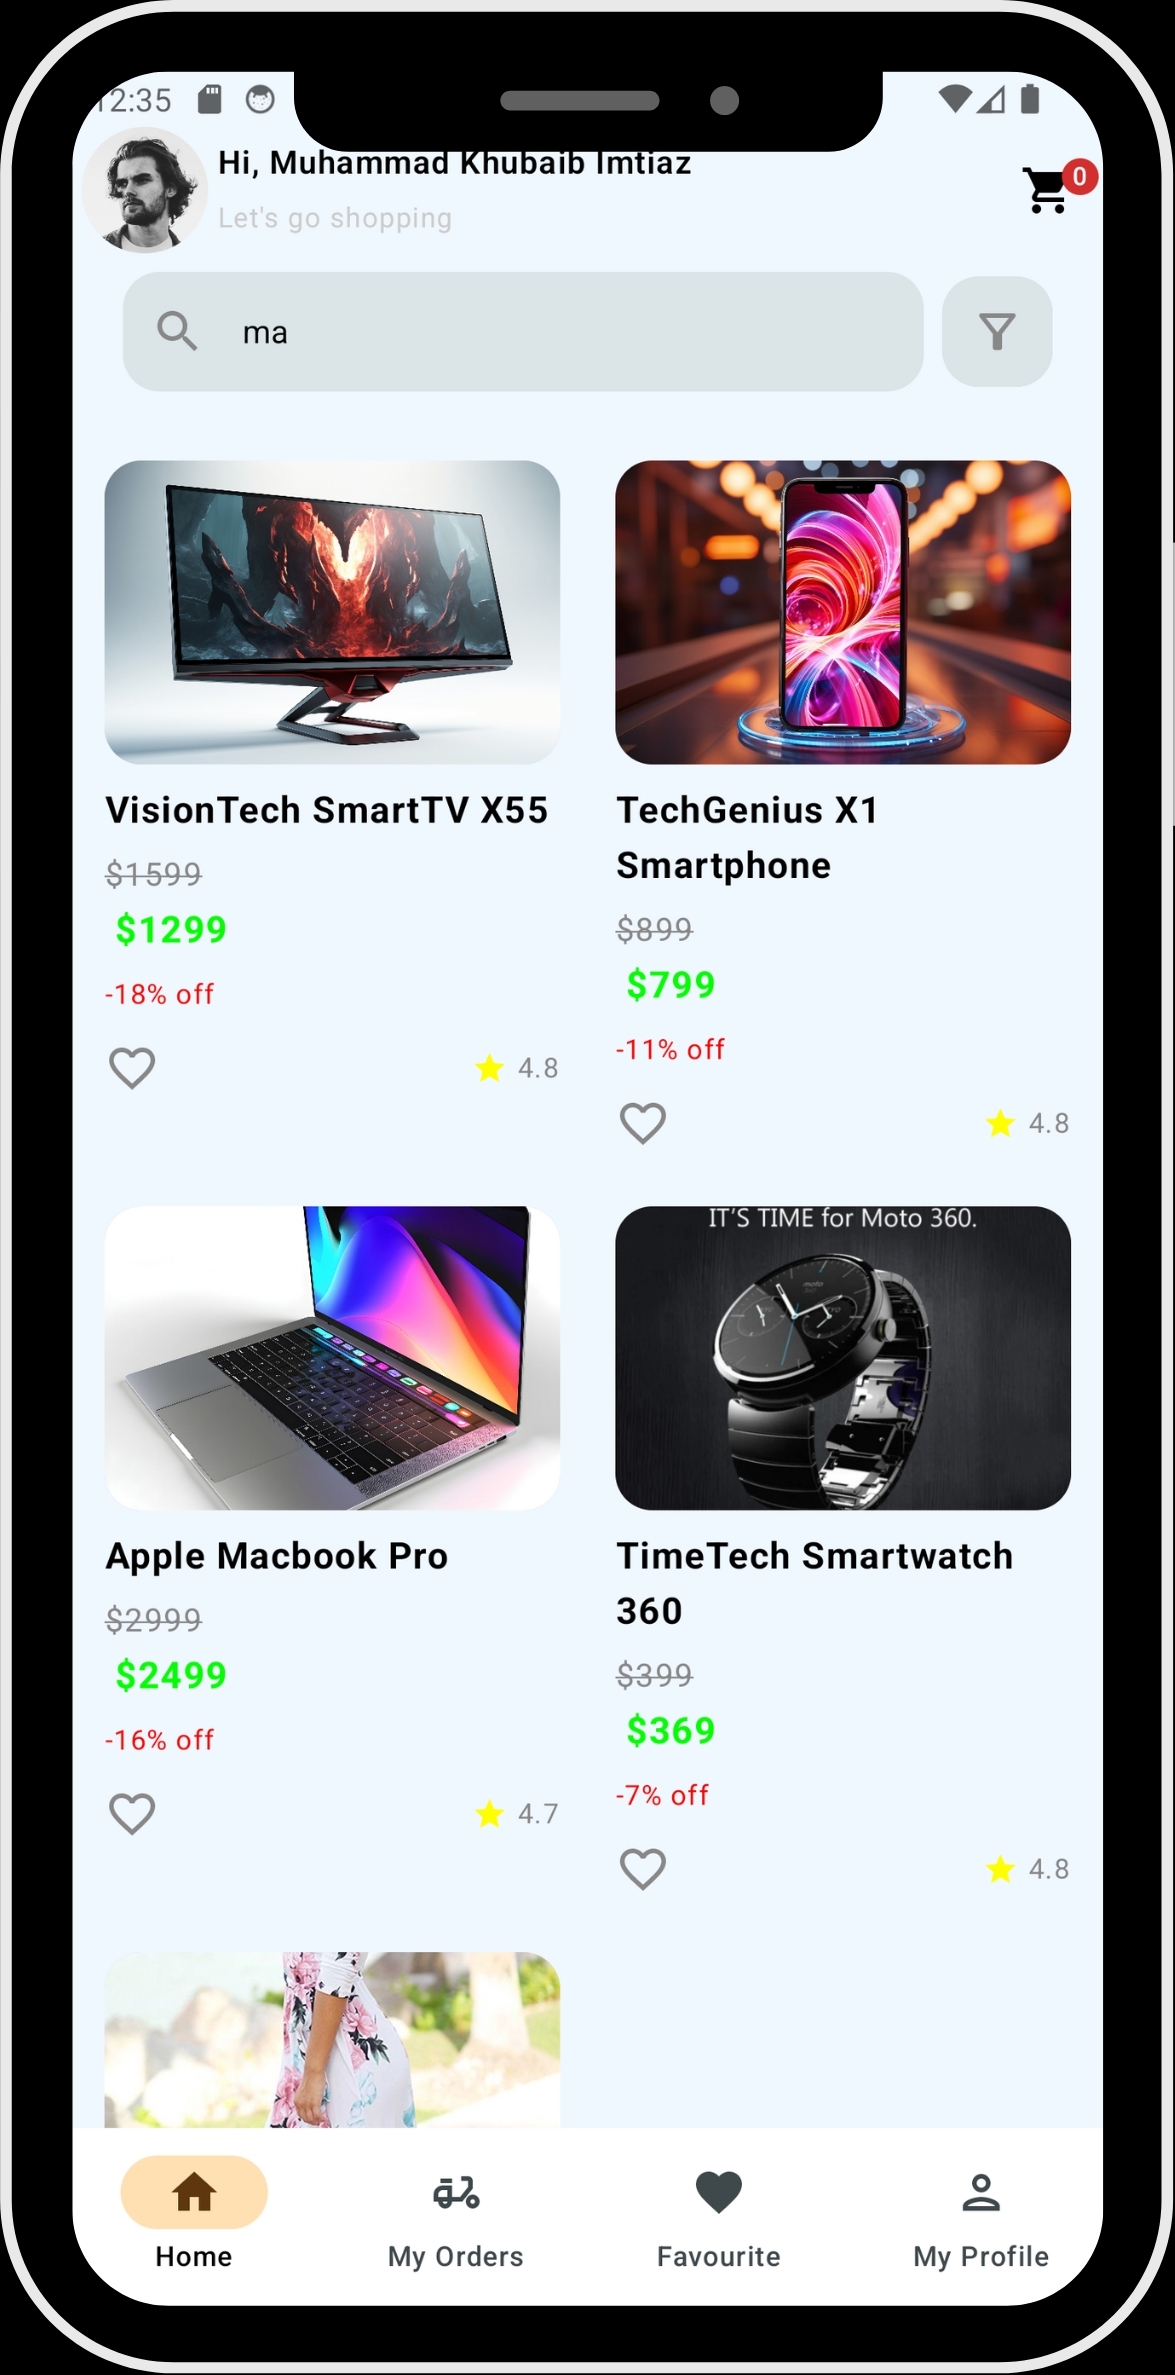 12:35
Hi, Muhammad Khubaib Imtiaz
0
Let's go shopping
ma
VisionTech SmartTV X55
$1599
$1299
-18% off
4.8
TechGenius X1
Smartphone
$899
$799
-11% off
4.8
IT'S TIME for Moto 360.
Apple Macbook Pro
$2999
$2499
-16% off
4.7
TimeTech Smartwatch
360
$399
$369
-7% off
4.8
Home
My Orders
Favourite
My Profile